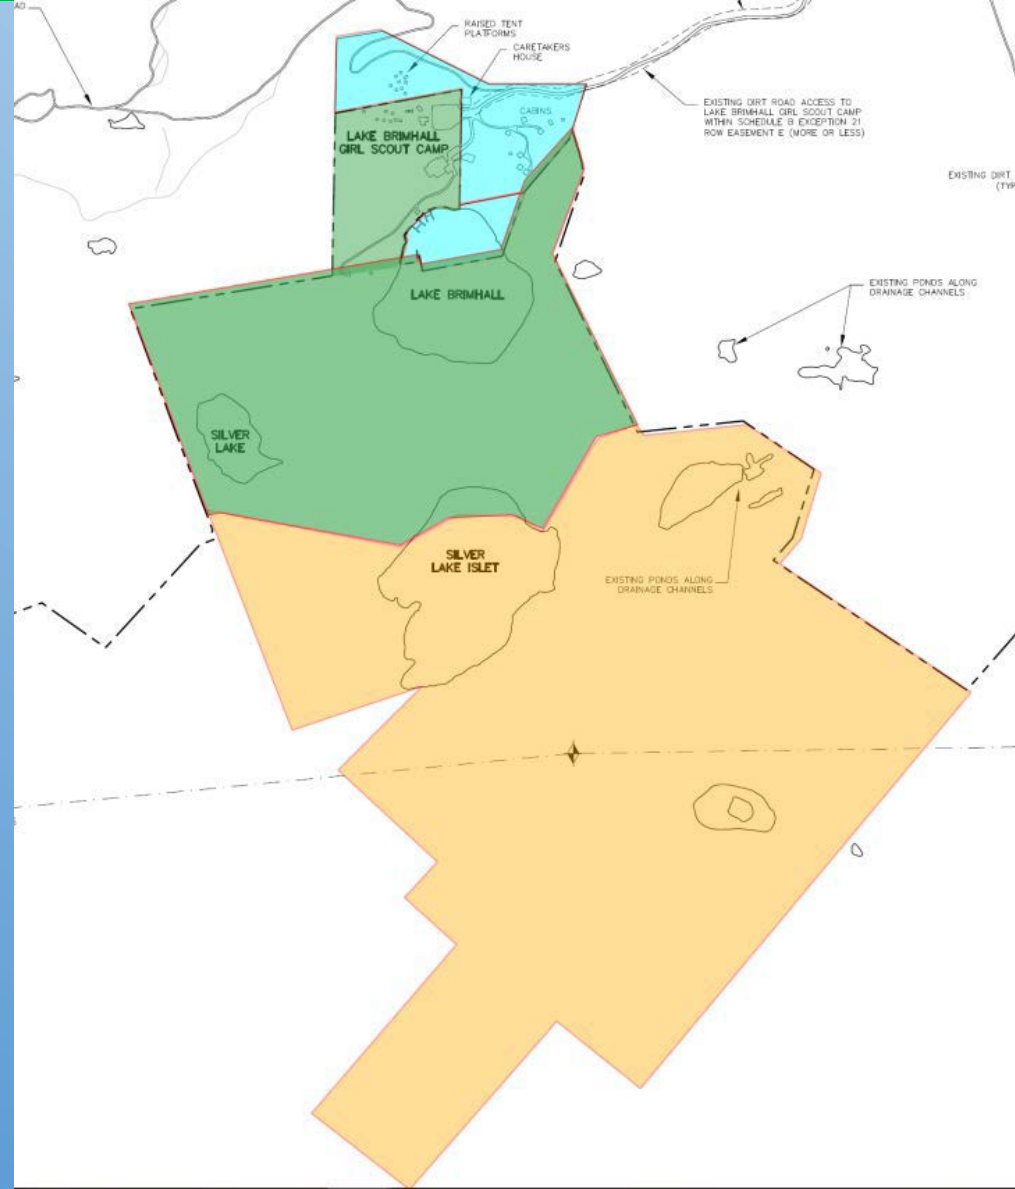 AD
RAISED TENT
PLATFORMS
CARETAKERS
HOUSE
CABINS
EXISTING DIRT ROAD ACCESS TO
LAKE BRIMHALL GIRL SCOUT CAMP
WITHIN SCHEDULE B EXCEPTION 21
ROW EASEMENT E (MORE OR LESS)
LAKE BRIMHALL
GIRL SCOUT CAMP
EXISTING DIRT
(TYP
LAKE BRIMHALL
EXISTING PONDS ALONG
DRAINAGE CHANNELS
SILVER
LAKE
SILVER
LAKE ISLET
EXISTING PONDS ALONG
DRAINAGE CHANNELS